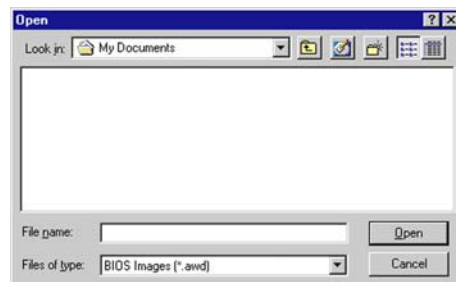 Open
Look in: My Documents
File name:
Open
Files of type: BIOS Images (*.awd)
Cancel